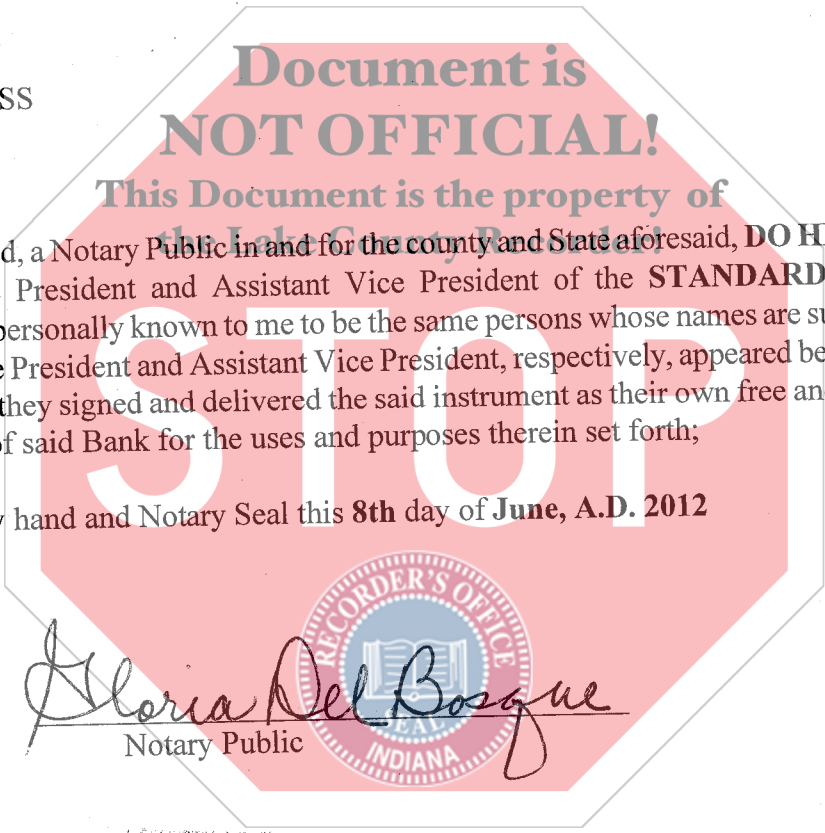 Document is
NOT OFFICIAL!
This Document is the property of
the Lake County Recorder!
SS
d, a Notary Public in and for the county and State aforesaid, DO H
President and Assistant Vice President of the STANDARD
personally known to me to be the same persons whose names are su
e President and Assistant Vice President, respectively, appeared be
they signed and delivered the said instrument as their own free an
of said Bank for the uses and purposes therein set forth;
STOP
y hand and Notary Seal this 8th day of June, A.D. 2012
RECORDER'S OFFICE
Gloria Del Bosque
SEAL
Notary Public
INDIANA